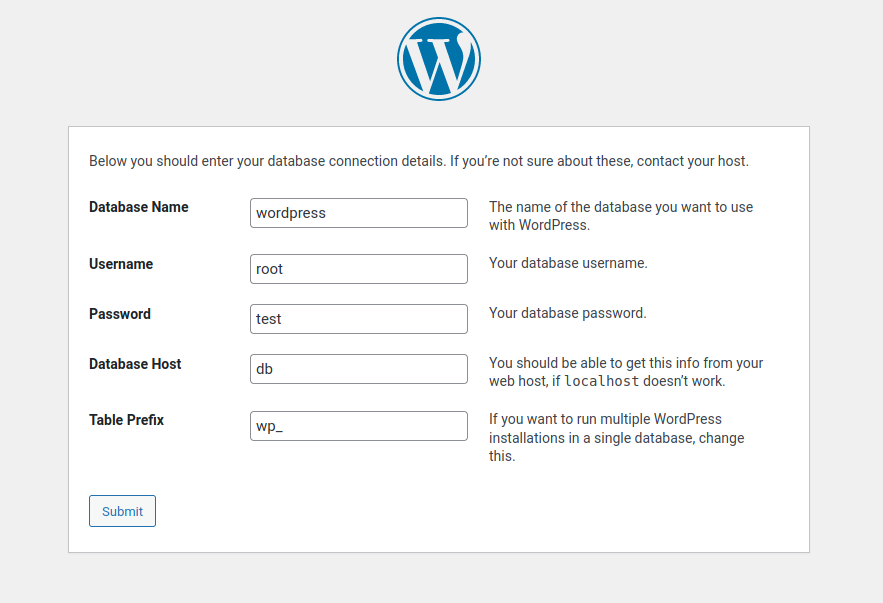 Below you should enter your database connection details. If you’re not sure about these, contact your host.
Database Name
wordpress
The name of the database you want to use
with WordPress.
Username
root
Your database username.
Password
test
Your database password.
Database Host
db
You should be able to get this info from your
web host, if localhost doesn’t work.
Table Prefix
wp_
If you want to run multiple WordPress
installations in a single database, change
this.
Submit